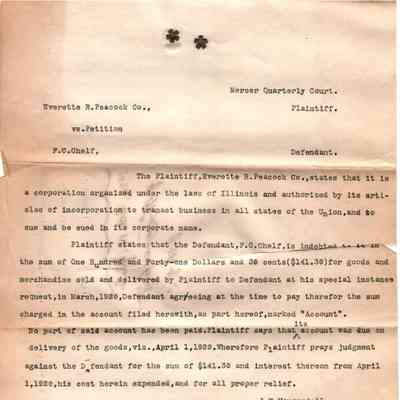 Mercer Quarterly Court.
Everette R.Peacock Co., Plaintiff.
vs.Petition
F.C.Chelf, Defendant.
The Plaintiff,Everette R.Peacock Co.,states that it is
a corporation organized under the laws of Illinois and authorized by its arti-
cles of incorporation to transact business in all states of the Union,and to
sue and be sued in its corporate name.
Plaintiff states that the Defendant,F.C.Chelf,is indebted to it in
the sum of One Hundred and Forty-one Dollars and 30 cents($141.30)for goods and
merchandise sold and delivered by Plaintiff to Defendant at his special instance
request,in March,1920,Defendant agreeing at the time to pay therefor the sum
charged in the account filed herewith,as part hereof,marked "Account".
its
No part of said account has been paid.Plaintiff says that account was due on
delivery of the goods,viz.,April 1,1920.Wherefore Plaintiff prays judgment
against the Defendant for the sum of $141.30 and interest thereon from April
1,1920,his cost herein expended,and for all proper relief.